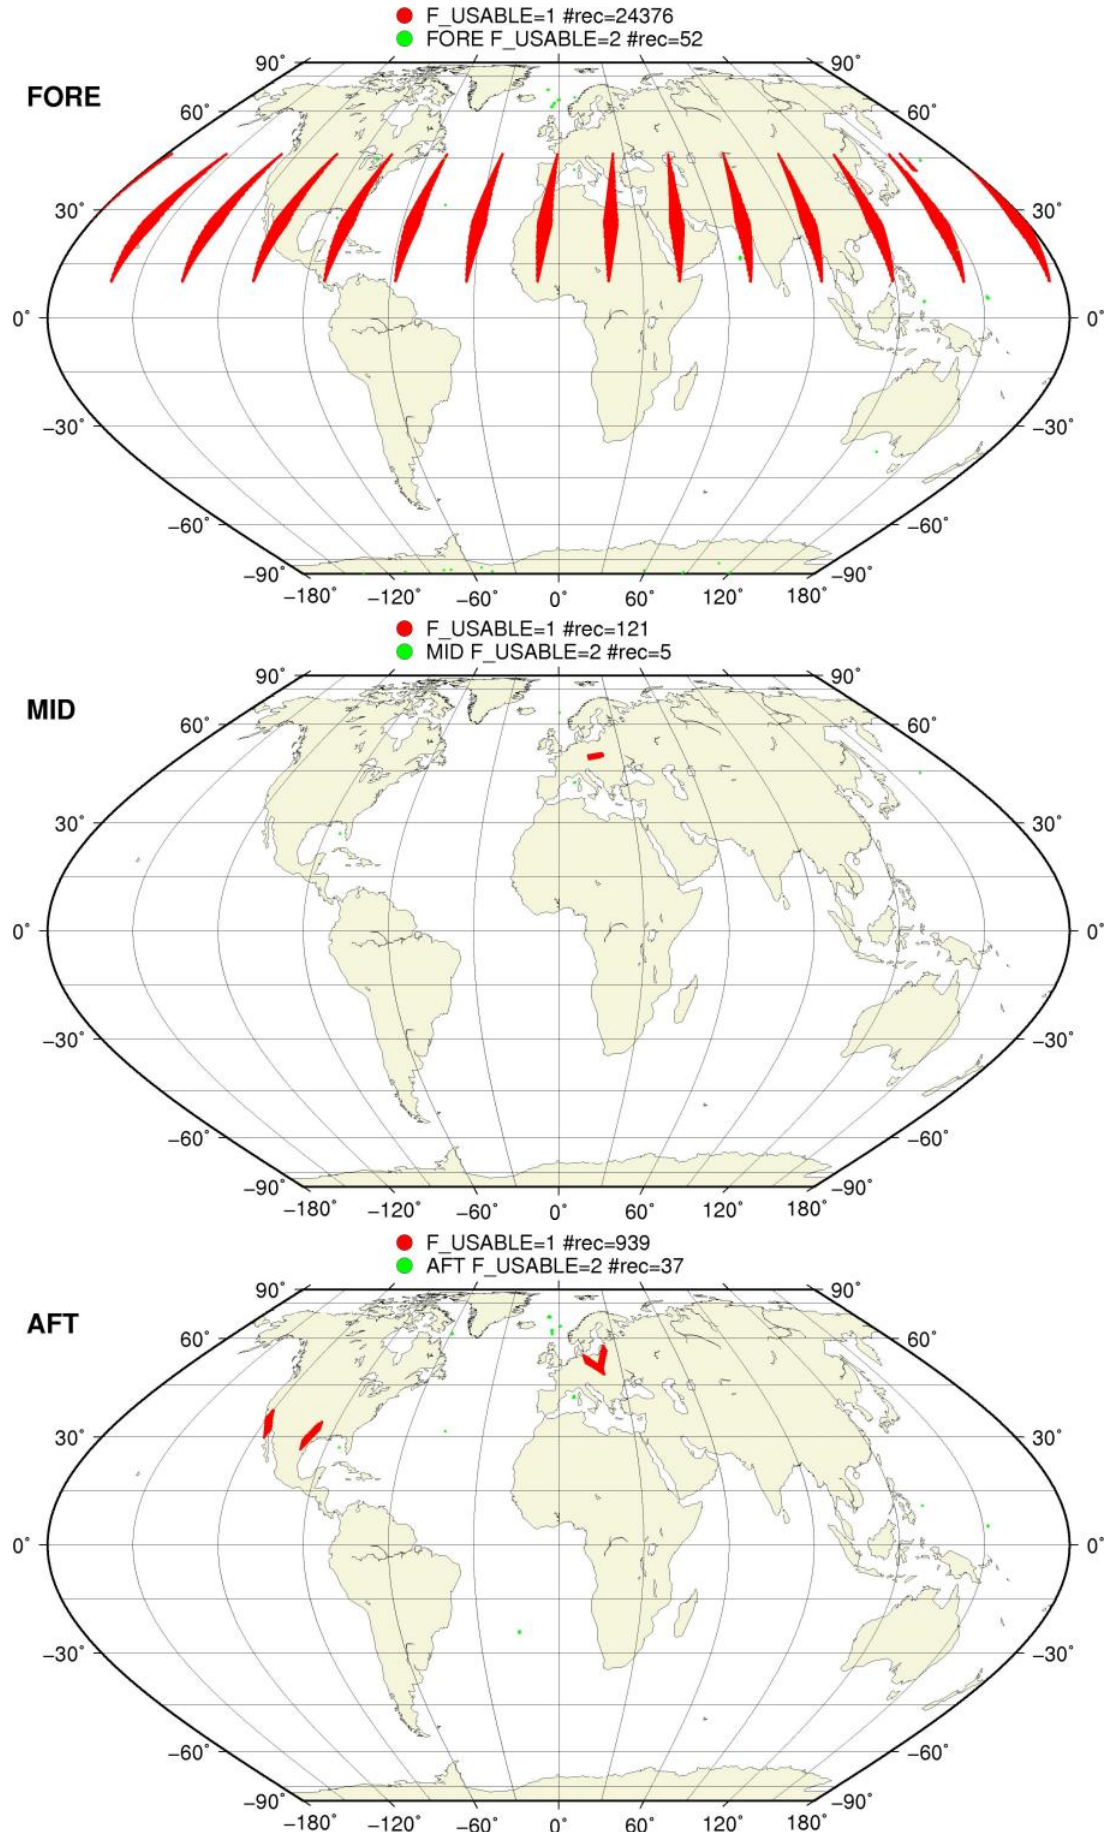 F_USABLE=1 #rec=24376
FORE F_USABLE=2 #rec=52
FORE
90° 90°
60° 60°
30° 30°
0° 0°
−30° −30°
−60° −60°
−90° −90°
−180° −120° −60° 0° 60° 120° 180°
F_USABLE=1 #rec=121
MID F_USABLE=2 #rec=5
MID
90° 90°
60° 60°
30° 30°
0° 0°
−30° −30°
−60° −60°
−90° −90°
−180° −120° −60° 0° 60° 120° 180°
F_USABLE=1 #rec=939
AFT F_USABLE=2 #rec=37
AFT
90° 90°
60° 60°
30° 30°
0° 0°
−30° −30°
−60° −60°
−90° −90°
−180° −120° −60° 0° 60° 120° 180°